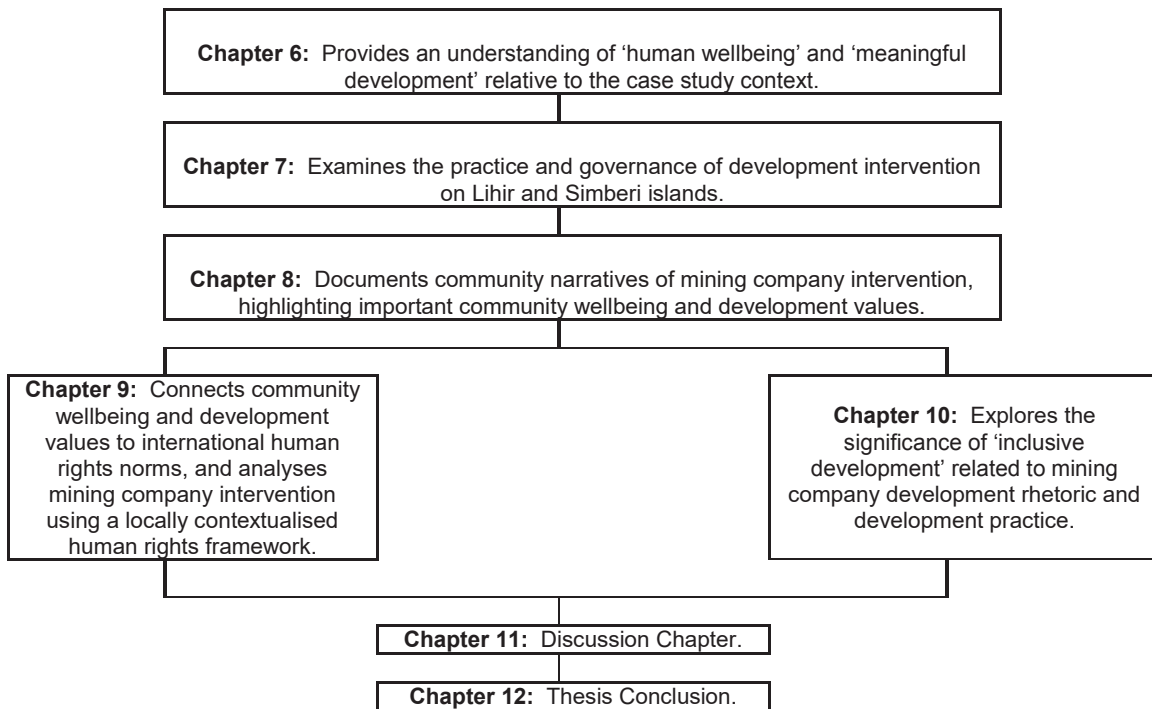 Chapter 6: Provides an understanding of ‘human wellbeing’ and ‘meaningful
development’ relative to the case study context.
Chapter 7: Examines the practice and governance of development intervention
on Lihir and Simberi islands.
Chapter 8: Documents community narratives of mining company intervention,
highlighting important community wellbeing and development values.
Chapter 9: Connects community
wellbeing and development
values to international human
rights norms, and analyses
mining company intervention
using a locally contextualised
human rights framework.
Chapter 10: Explores the
significance of ‘inclusive
development’ related to mining
company development rhetoric and
development practice.
Chapter 11: Discussion Chapter.
Chapter 12: Thesis Conclusion.